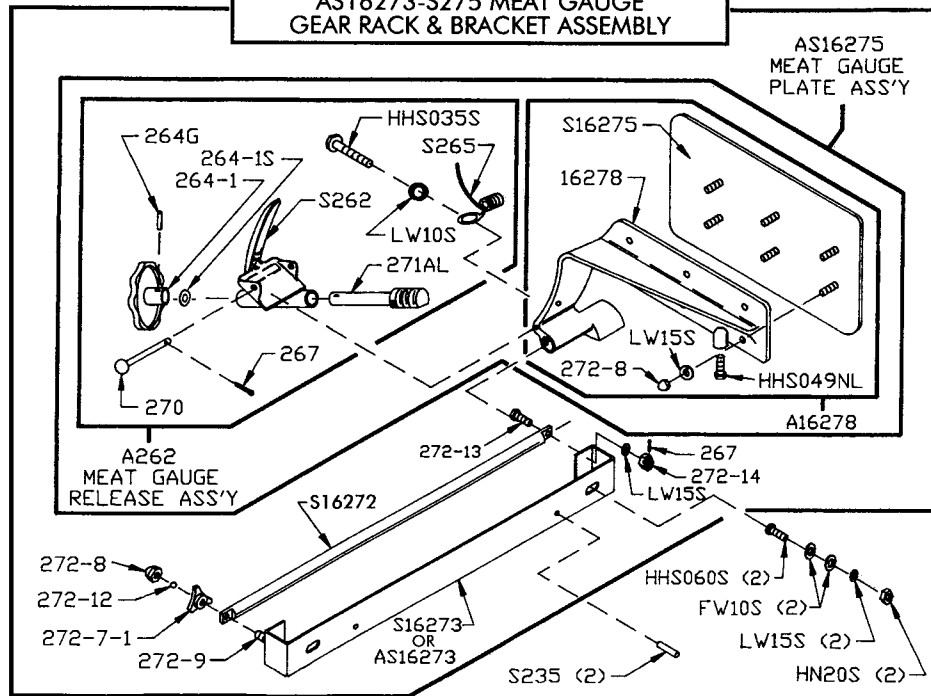 AS16273-S275 MEAT GAUGE
GEAR RACK & BRACKET ASSEMBLY
AS16275
MEAT GAUGE
PLATE ASS'Y
HHS035S
S265
S16275
264G
264-1S
264-1
S262
16278
LW10S
271AL
LW15S
272-8
267
HHS049NL
270
A16278
A262
MEAT GAUGE
RELEASE ASS'Y
272-13
267
272-14
LW15S
S16272
272-8
272-12
272-7-1
272-9
S16273
OR
AS16273
HHS060S (2)
FW10S (2)
LW15S (2)
HN20S (2)
S235 (2)